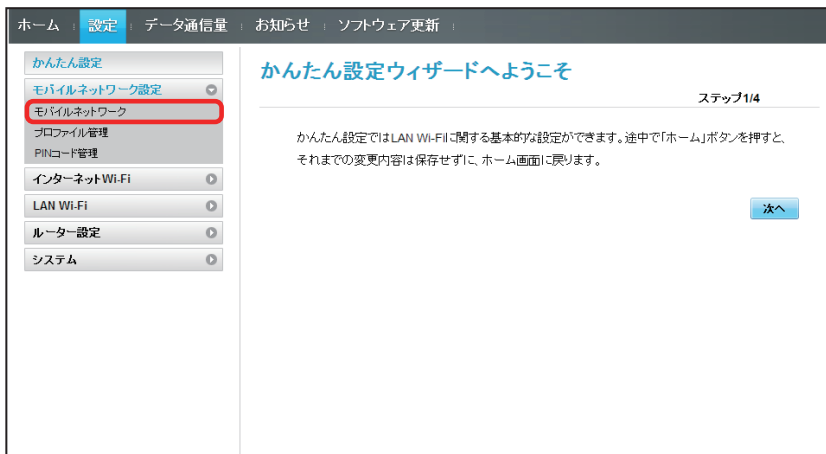 ホーム 設定 データ通信量 お知らせ ソフトウェア更新
かんたん設定
モバイルネットワーク設定
モバイルネットワーク
プロファイル管理
PINコード管理
インターネットWi-Fi
LAN Wi-Fi
ルーター設定
システム
かんたん設定ウィザードへようこそ
ステップ1/4
かんたん設定ではLAN Wi-Fiに関する基本的な設定ができます。途中で「ホーム」ボタンを押すと、
それまでの変更内容は保存せずに、ホーム画面に戻ります。
次へ